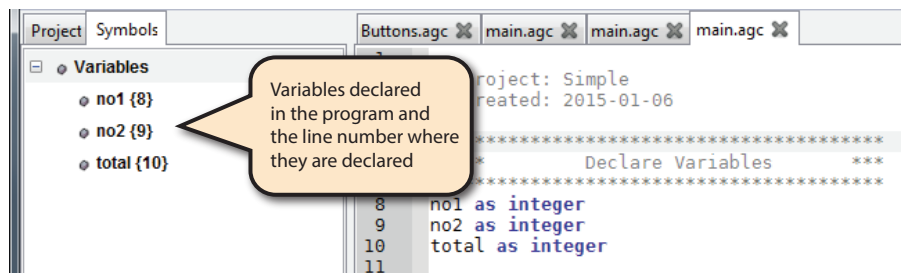 Project Symbols
Variables
no1 {8}
no2 {9}
total {10}
Variables declared
in the program and
the line number where
they are declared
Buttons.agc main.agc main.agc main.agc
roject: Simple
reated: 2015-01-06
**************************************
* Declare Variables ***
**************************************
8 no1 as integer
9 no2 as integer
10 total as integer
11